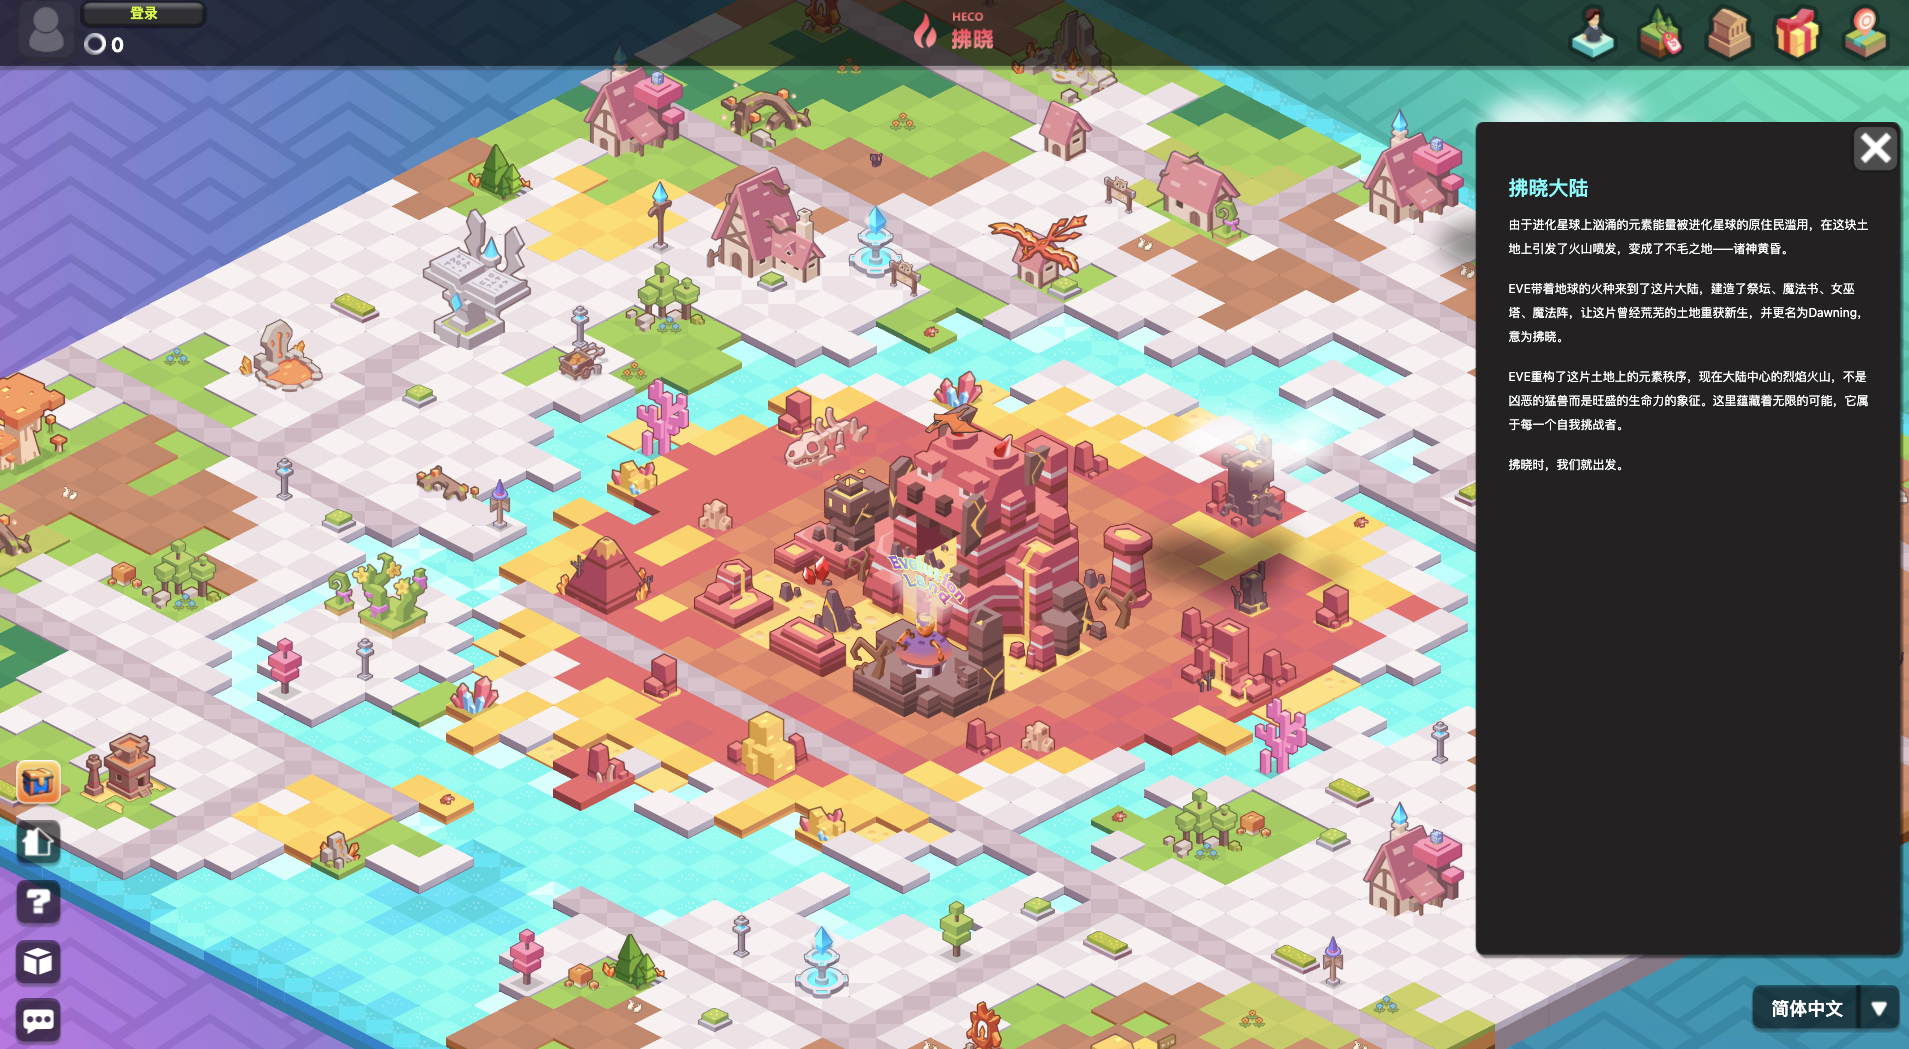 登录
0
HECO
拂晓
拂晓大陆
由于进化星球上汹涌的元素能量被进化星球的原住民滥用，在这块土
地上引发了火山喷发，变成了不毛之地——诸神黄昏。
EVE带着地球的火种来到了这片大陆，建造了祭坛、魔法书、女巫
塔、魔法阵，让这片曾经荒芜的土地重获新生，并更名为Dawning，
意为拂晓。
EVE重构了这片土地上的元素秩序，现在大陆中心的烈焰火山，不是
凶恶的猛兽而是旺盛的生命力的象征。这里蕴藏着无限的可能，它属
于每一个自我挑战者。
拂晓时，我们就出发。
Evolution
Land
简体中文